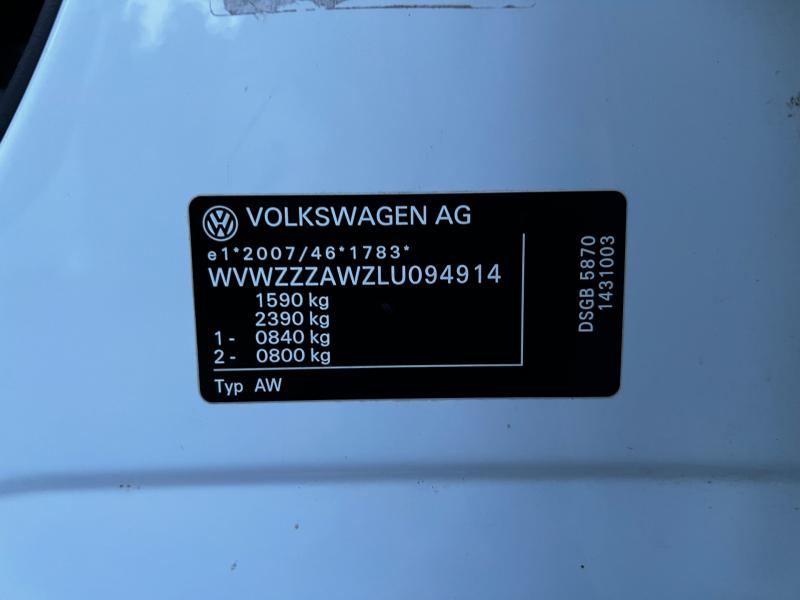 VOLKSWAGEN AG
e1*2007/46*1783*
WVWZZZAWZLU094914
1590 kg
2390 kg
1- 0840 kg
2- 0800 kg
Typ AW
DSGB 5870
1431003